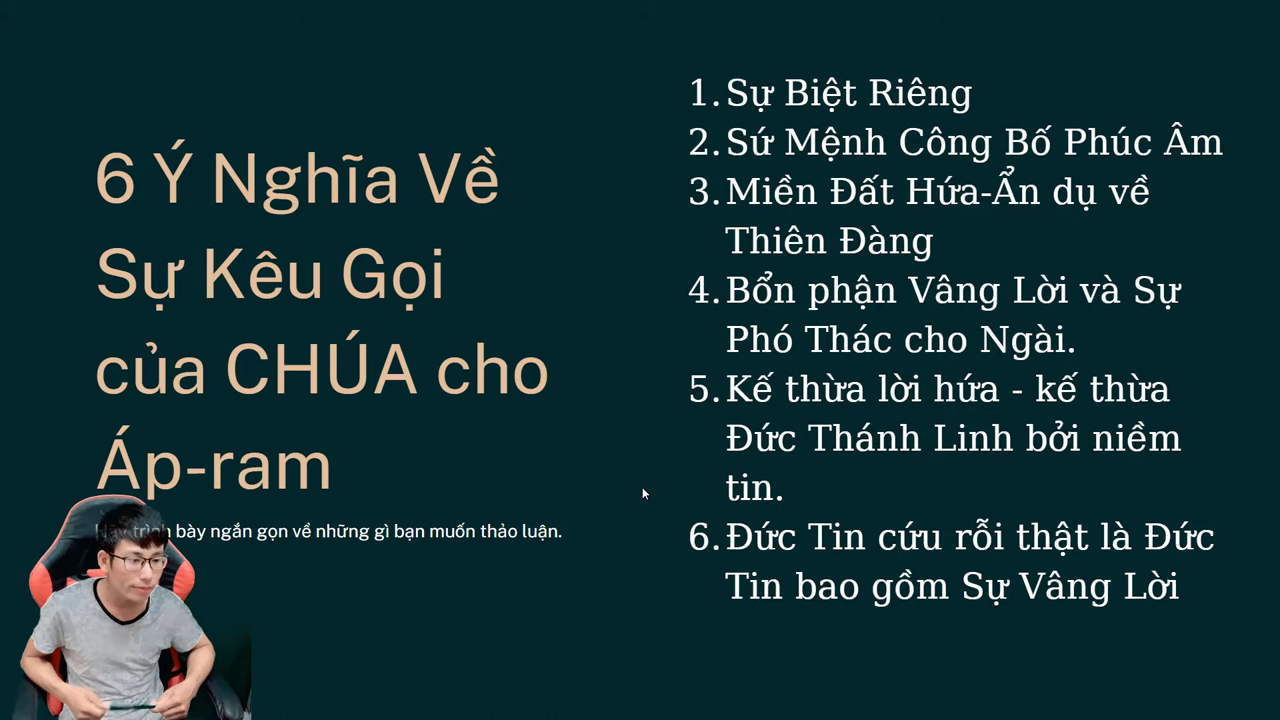 6 Ý Nghĩa Về
Sự Kêu Gọi
của CHÚA cho
Áp-ram
Hãy trình bày ngắn gọn về những gì bạn muốn thảo luận.
1. Sự Biệt Riêng
2. Sứ Mệnh Công Bố Phúc Âm
3. Miền Đất Hứa-Ẩn dụ về
Thiên Đàng
4. Bổn phận Vâng Lời và Sự
Phó Thác cho Ngài.
5. Kế thừa lời hứa - kế thừa
Đức Thánh Linh bởi niềm
tin.
6. Đức Tin cứu rỗi thật là Đức
Tin bao gồm Sự Vâng Lời